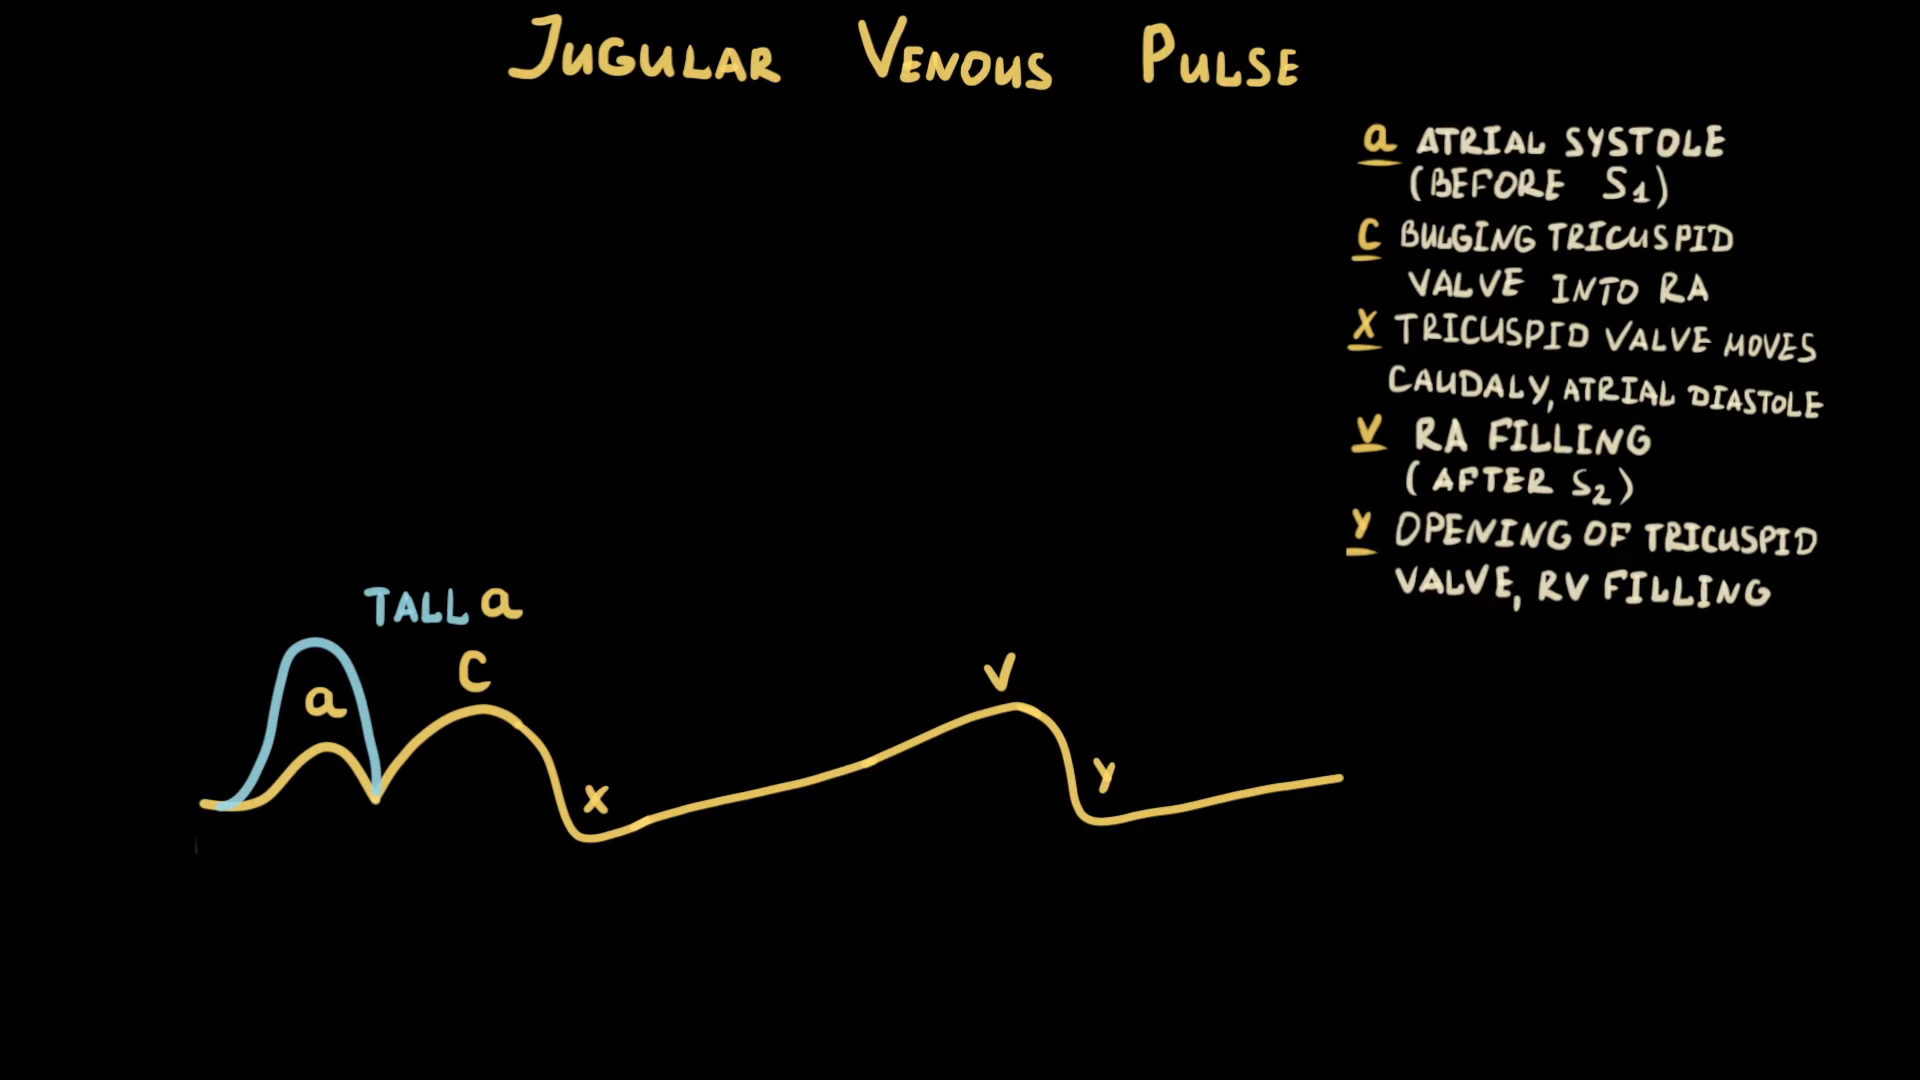 JUGULAR VENOUS PULSE
a ATRIAL SYSTOLE
(BEFORE S1)
C BULGING TRICUSPID
VALVE INTO RA
X TRICUSPID VALVE MOVES
CAUDALY, ATRIAL DIASTOLE
V RA FILLING
(AFTER S2)
Y OPENING OF TRICUSPID
VALVE, RV FILLING
TALL a
a
C
X
V
Y